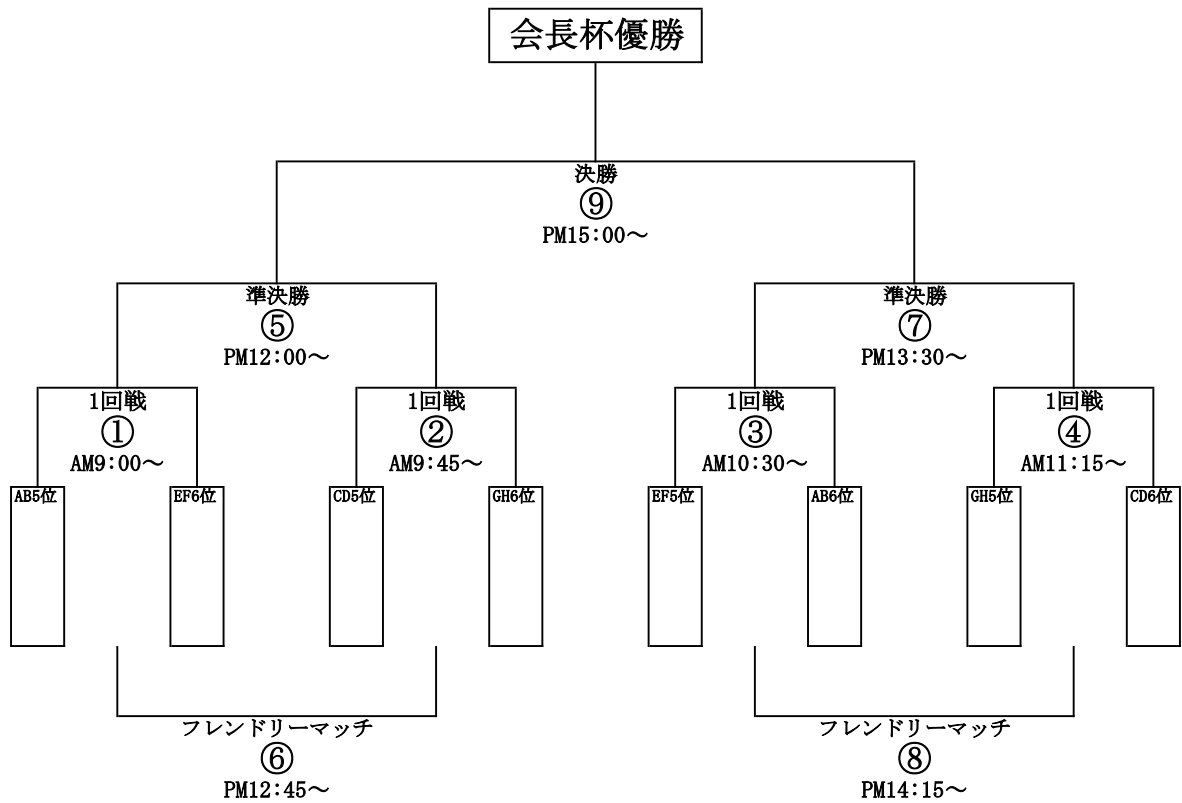 会長杯優勝
決勝
⑨
PM15:00～
準決勝
⑤
PM12:00～
準決勝
⑦
PM13:30～
1回戦
①
AM9:00～
1回戦
②
AM9:45～
1回戦
③
AM10:30～
1回戦
④
AM11:15～
AB5位
EF6位
CD5位
GH6位
EF5位
AB6位
GH5位
CD6位
フレンドリーマッチ
⑥
PM12:45～
フレンドリーマッチ
⑧
PM14:15～